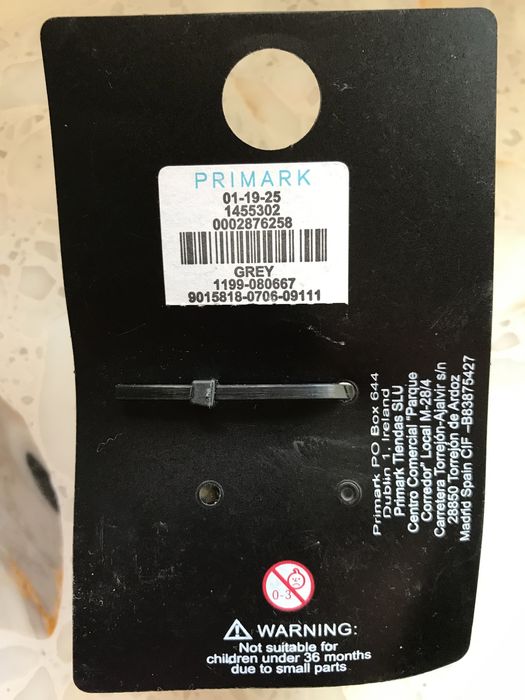 PRIMARK
01-19-25
1455302
0002876258
GREY
1199-080667
9015818-0706-09111
Primark PO Box 644
Dublin 1, Ireland
Primark Tiendas SLU
Centro Comercial "Parque
Corredor" Local M-28/4
Carretera Torrejón-Ajalvir s/n
28850 Torrejón de Ardoz
Madrid Spain CIF –B83875427
0-3
WARNING:
Not suitable for
children under 36 months
due to small parts